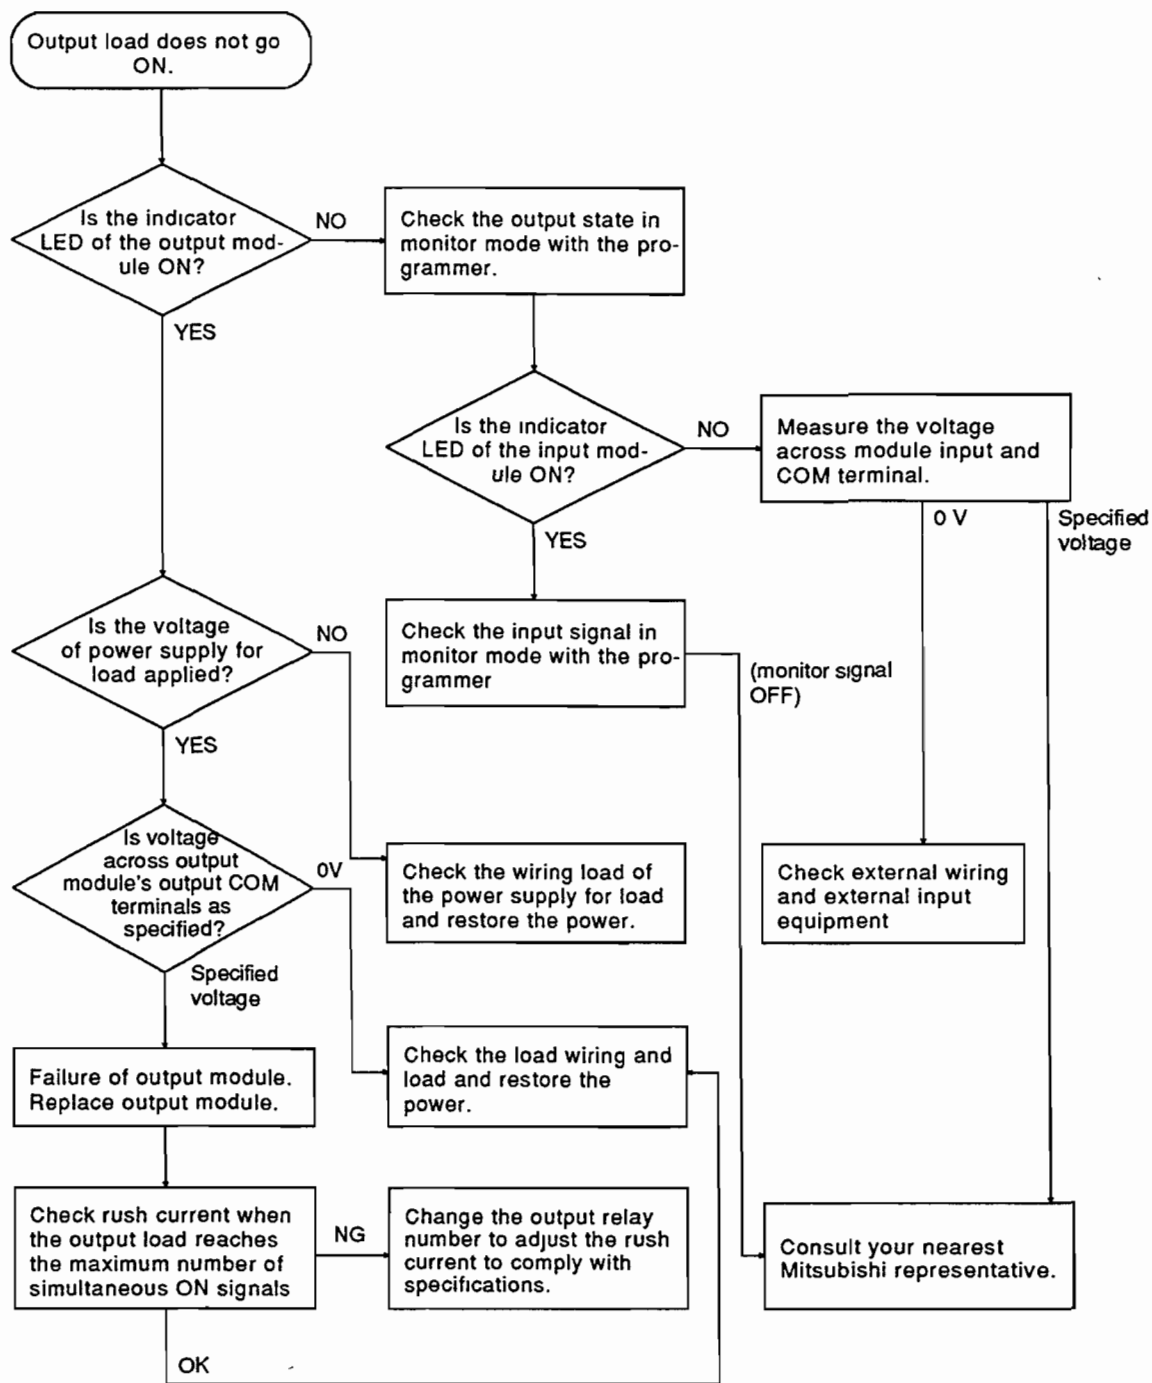 Output load does not go
ON.
Is the indicator
LED of the output mod-
ule ON?
NO
Check the output state in
monitor mode with the pro-
grammer.
YES
Is the indicator
LED of the input mod-
ule ON?
NO
Measure the voltage
across module input and
COM terminal.
0 V
Specified
voltage
YES
Is the voltage
of power supply for
load applied?
NO
Check the input signal in
monitor mode with the pro-
grammer
(monitor signal
OFF)
YES
Is voltage
across output
module's output COM
terminals as
specified?
0V
Check the wiring load of
the power supply for load
and restore the power.
Check external wiring
and external input
equipment
Specified
voltage
Failure of output module.
Replace output module.
Check the load wiring and
load and restore the
power.
Check rush current when
the output load reaches
the maximum number of
simultaneous ON signals
NG
Change the output relay
number to adjust the rush
current to comply with
specifications.
Consult your nearest
Mitsubishi representative.
OK